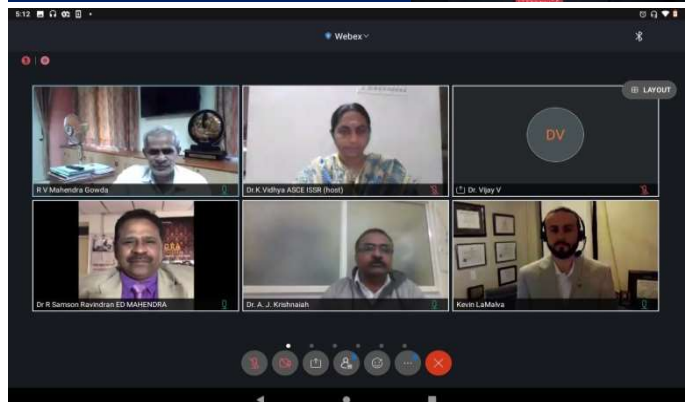 5:12
Webex
LAYOUT
R V Mahendra Gowda
Dr.K.Vidhya ASCE ISSR (host)
DV
Dr. Vijay V
Dr R Samson Ravindran ED MAHENDRA
Dr. A. J. Krishnaiah
Kevin LaMalva